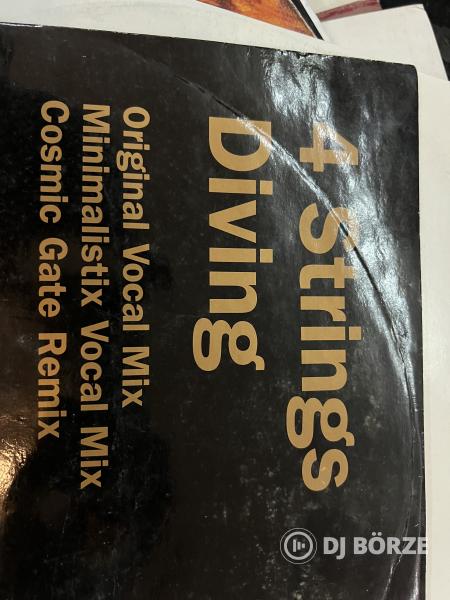 4 Strings
Diving
Original Vocal Mix
Minimalistix Vocal Mix
Cosmic Gate Remix
DJ BÖRZE